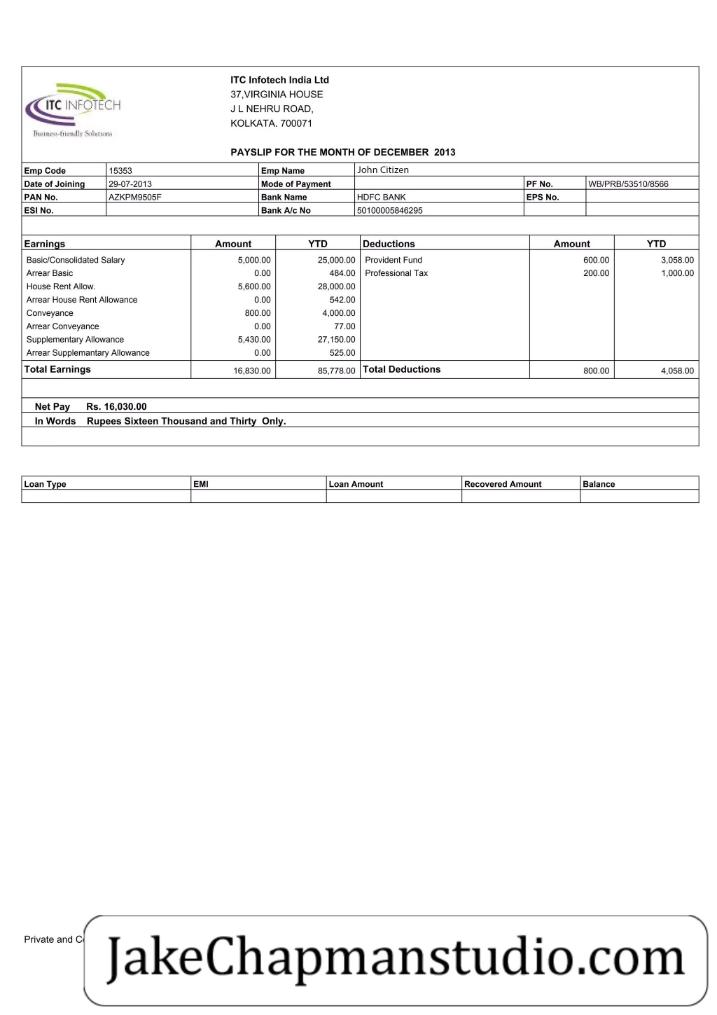 ITC INFOTECH
Business-friendly Solutions
ITC Infotech India Ltd
37,VIRGINIA HOUSE
J L NEHRU ROAD,
KOLKATA. 700071
PAYSLIP FOR THE MONTH OF DECEMBER 2013
Emp Code 15353 Emp Name John Citizen
Date of Joining 29-07-2013 Mode of Payment PF No. WB/PRB/53510/8566
PAN No. AZKPM9505F Bank Name HDFC BANK EPS No.
ESI No. Bank A/c No 50100005846295
Earnings Amount YTD Deductions Amount YTD
Basic/Consolidated Salary 5,000.00 25,000.00 Provident Fund 600.00 3,058.00
Arrear Basic 0.00 484.00 Professional Tax 200.00 1,000.00
House Rent Allow. 5,600.00 28,000.00
Arrear House Rent Allowance 0.00 542.00
Conveyance 800.00 4,000.00
Arrear Conveyance 0.00 77.00
Supplementary Allowance 5,430.00 27,150.00
Arrear Supplemantary Allowance 0.00 525.00
Total Earnings 16,830.00 85,778.00 Total Deductions 800.00 4,058.00
Net Pay Rs. 16,030.00
In Words Rupees Sixteen Thousand and Thirty Only.
Loan Type EMI Loan Amount Recovered Amount Balance
Private and C
JakeChapmanstudio.com